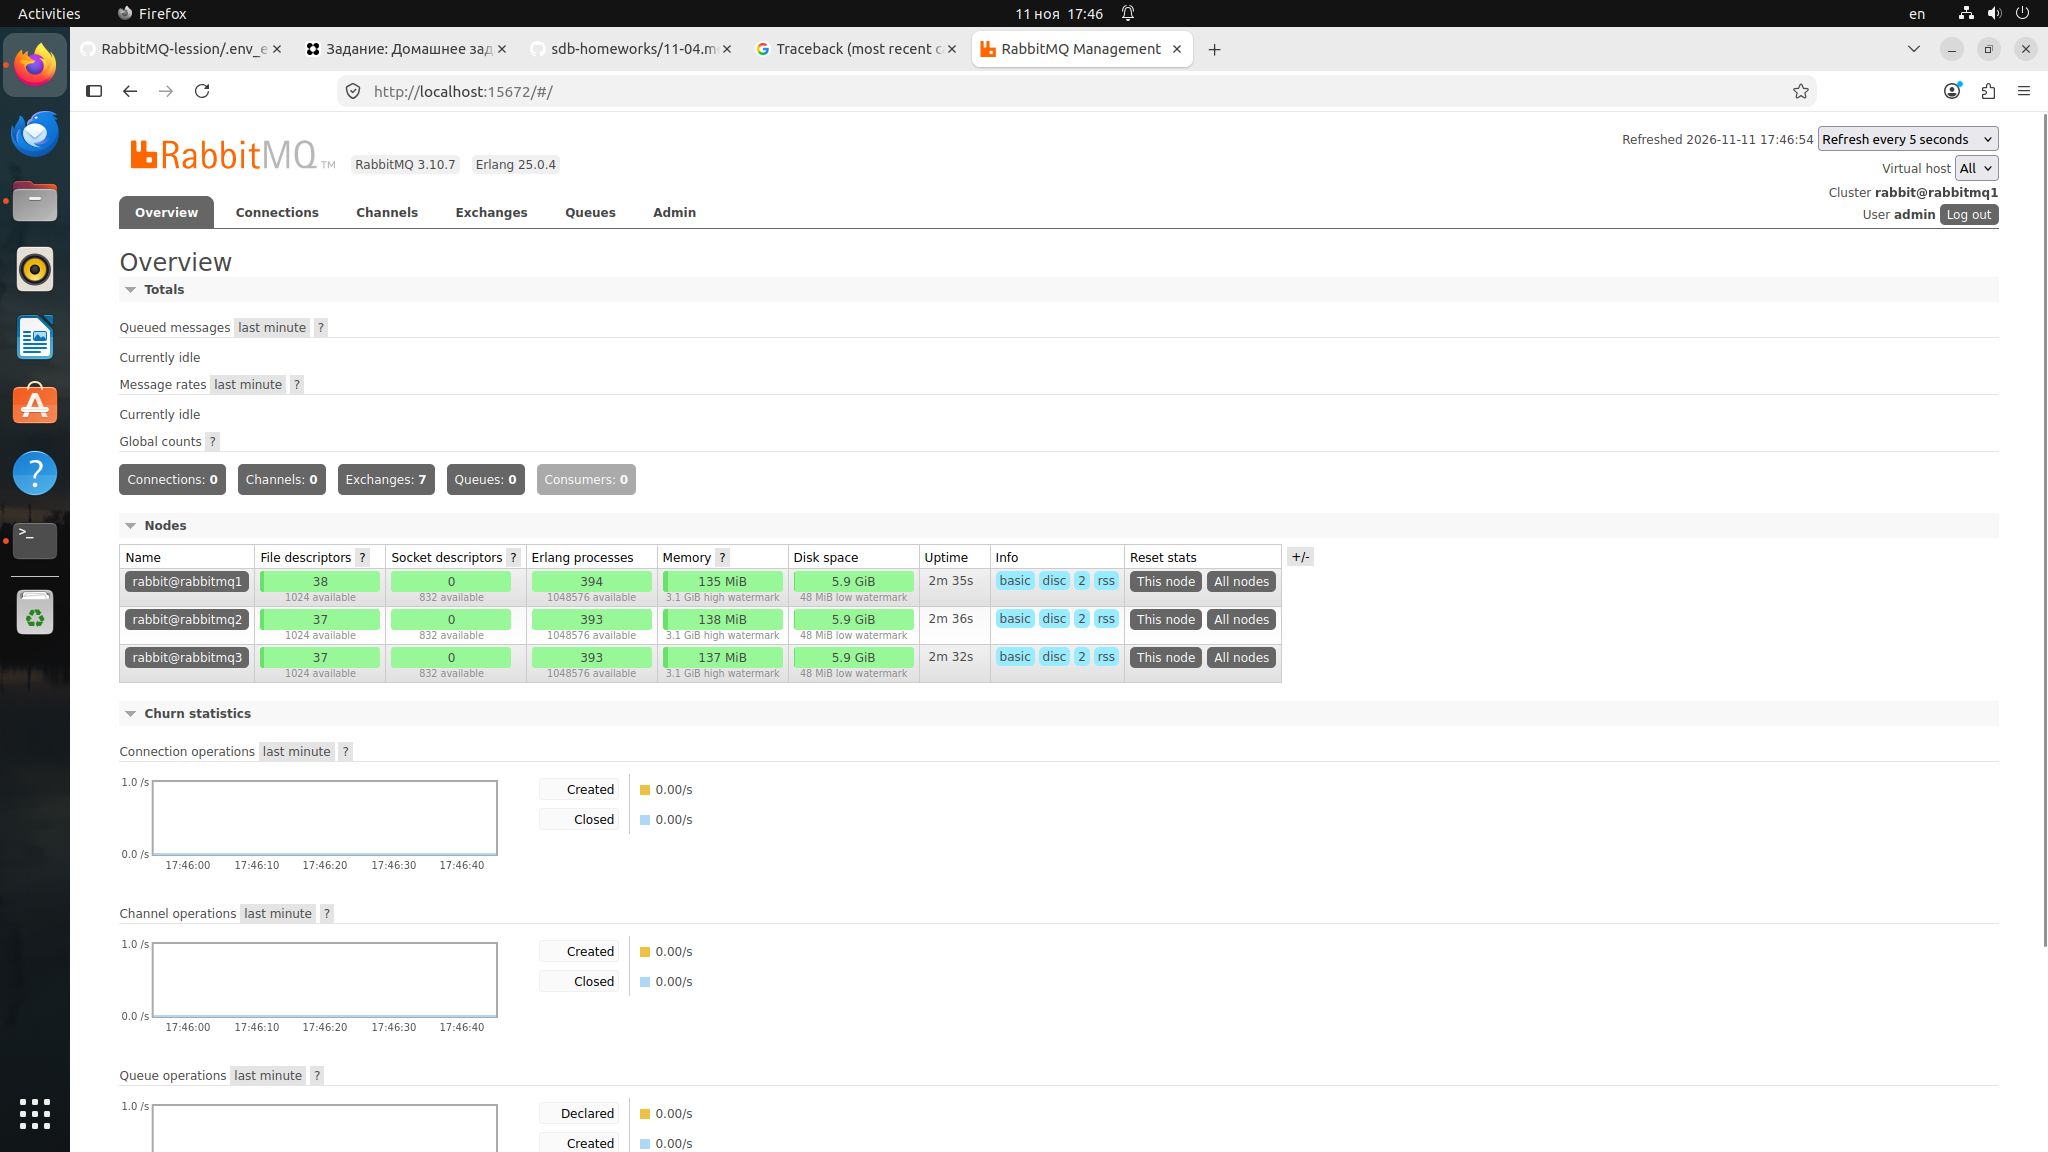 Activities Firefox 11 ноя 17:46 en
RabbitMQ-lession/.env_e Задание: Домашнее зад sdb-homeworks/11-04.m Traceback (most recent c RabbitMQ Management
http://localhost:15672/#/
RabbitMQ TM RabbitMQ 3.10.7 Erlang 25.0.4
Refreshed 2026-11-11 17:46:54 Refresh every 5 seconds
Virtual host All
Cluster rabbit@rabbitmq1
User admin Log out
Overview Connections Channels Exchanges Queues Admin
Overview
Totals
Queued messages last minute ?
Currently idle
Message rates last minute ?
Currently idle
Global counts ?
Connections: 0 Channels: 0 Exchanges: 7 Queues: 0 Consumers: 0
Nodes
Name File descriptors ? Socket descriptors ? Erlang processes Memory ? Disk space Uptime Info Reset stats +/-
rabbit@rabbitmq1 38 0 394 135 MiB 5.9 GiB 2m 35s basic disc 2 rss This node All nodes
1024 available 832 available 1048576 available 3.1 GiB high watermark 48 MiB low watermark
rabbit@rabbitmq2 37 0 393 138 MiB 5.9 GiB 2m 36s basic disc 2 rss This node All nodes
1024 available 832 available 1048576 available 3.1 GiB high watermark 48 MiB low watermark
rabbit@rabbitmq3 37 0 393 137 MiB 5.9 GiB 2m 32s basic disc 2 rss This node All nodes
1024 available 832 available 1048576 available 3.1 GiB high watermark 48 MiB low watermark
Churn statistics
Connection operations last minute ?
1.0 /s
0.0 /s
17:46:00 17:46:10 17:46:20 17:46:30 17:46:40
Created 0.00/s
Closed 0.00/s
Channel operations last minute ?
1.0 /s
0.0 /s
17:46:00 17:46:10 17:46:20 17:46:30 17:46:40
Created 0.00/s
Closed 0.00/s
Queue operations last minute ?
1.0 /s
Declared 0.00/s
Created 0.00/s